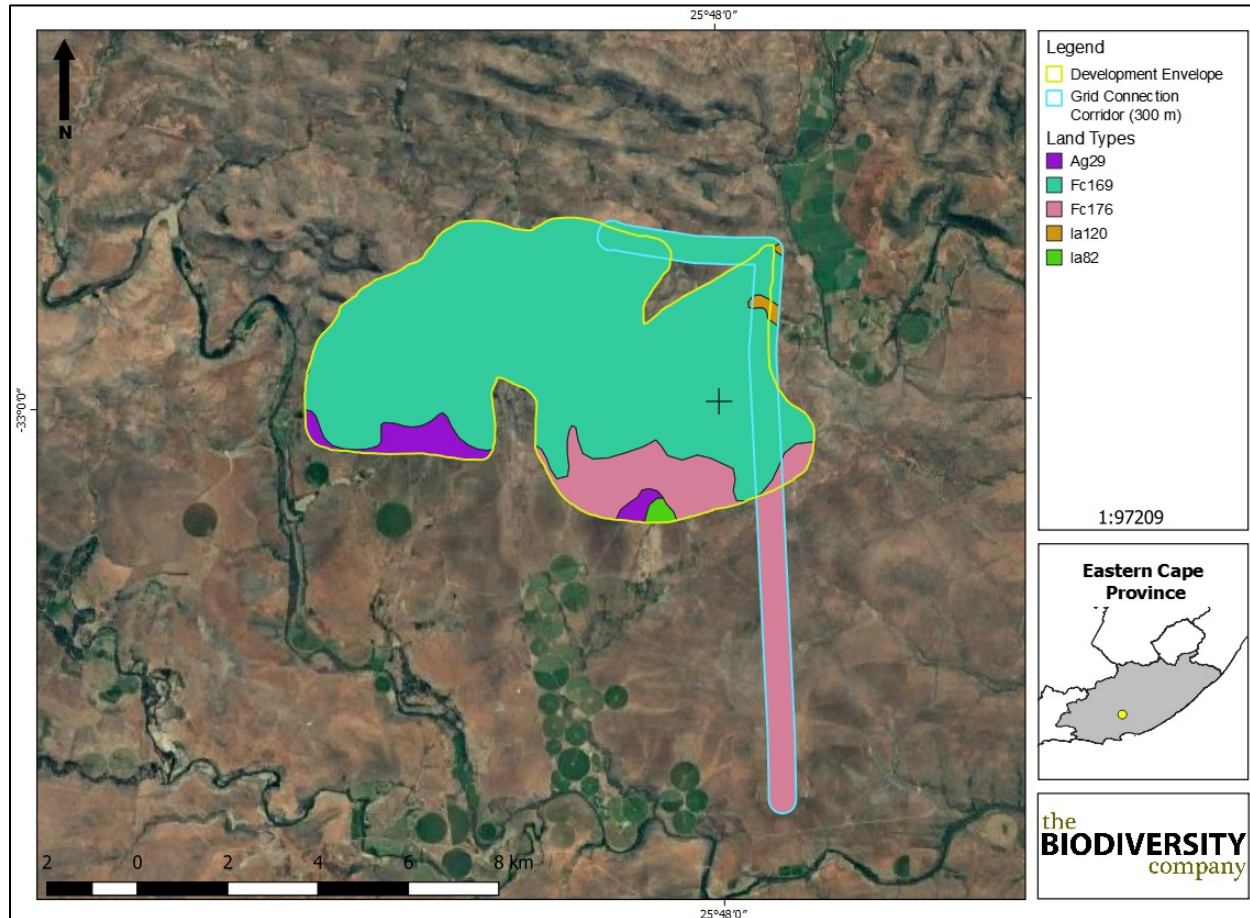 25°48'0"
N
-33°0'0"
2 0 2 4 6 8 km
25°48'0"
Legend
Development Envelope
Grid Connection
Corridor (300 m)
Land Types
Ag29
Fc169
Fc176
Ia120
Ia82
1:97209
Eastern Cape
Province
the
BIODIVERSITY
company